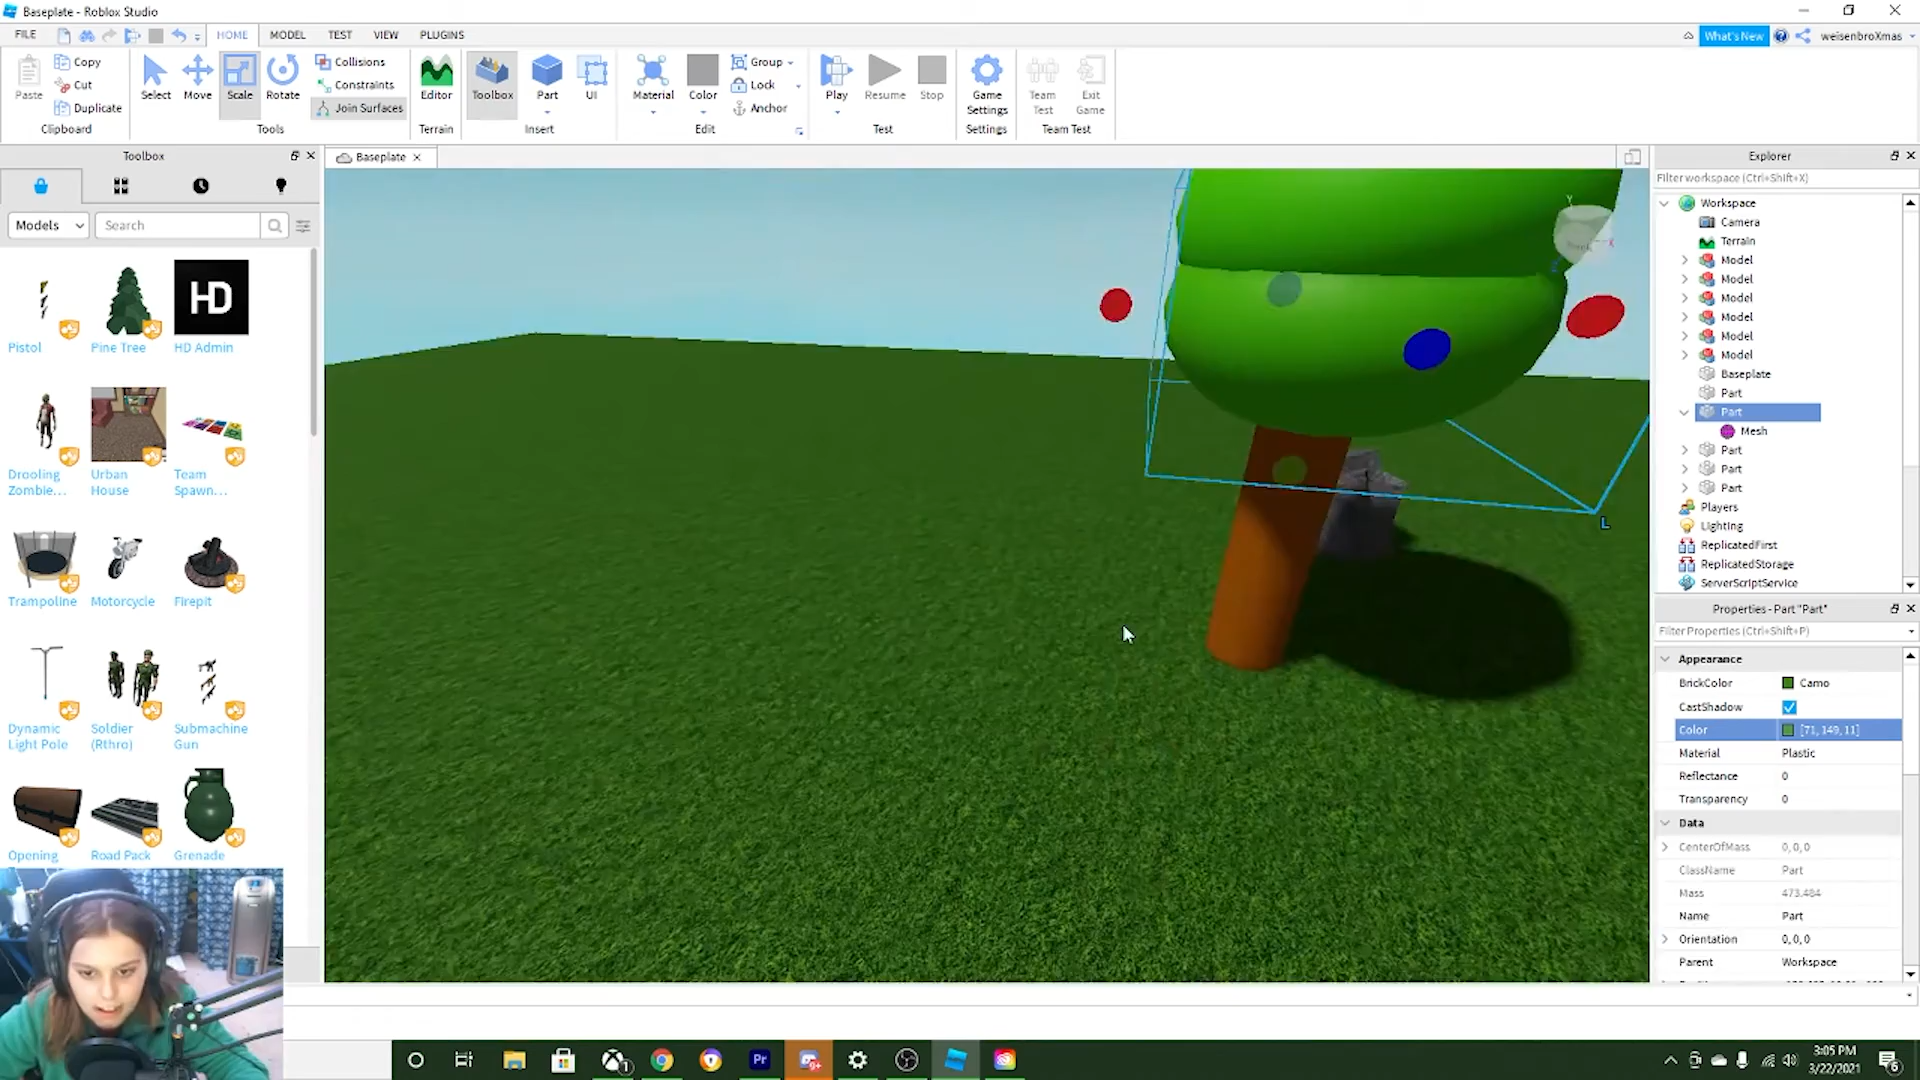 Baseplate - Roblox Studio
FILE HOME MODEL TEST VIEW PLUGINS What's New weisenbroXmas
Paste Copy Cut Duplicate Clipboard
Select Move Scale Rotate Collisions Constraints Join Surfaces Tools
Editor Terrain
Toolbox Part UI Insert
Material Color Group Lock Anchor Edit
Play Resume Stop Test
Game Settings Settings
Team Test Exit Game Team Test
Toolbox
Models Search
Pistol Pine Tree HD HD Admin
Drooling Zombie... Urban House Team Spawn...
Trampoline Motorcycle Firepit
Dynamic Light Pole Soldier (Rthro) Submachine Gun
Opening Road Pack Grenade
Baseplate
Y
X
L
Explorer
Filter workspace (Ctrl+Shift+X)
Workspace
Camera
Terrain
Model
Model
Model
Model
Model
Model
Baseplate
Part
Part
Mesh
Part
Part
Part
Players
Lighting
ReplicatedFirst
ReplicatedStorage
ServerScriptService
Properties - Part "Part"
Filter Properties (Ctrl+Shift+P)
Appearance
BrickColor Camo
CastShadow
Color [71, 149, 11]
Material Plastic
Reflectance 0
Transparency 0
Data
CenterOfMass 0, 0, 0
ClassName Part
Mass 473.484
Name Part
Orientation 0, 0, 0
Parent Workspace
1 Pr 9+
3:05 PM
3/22/2021
6